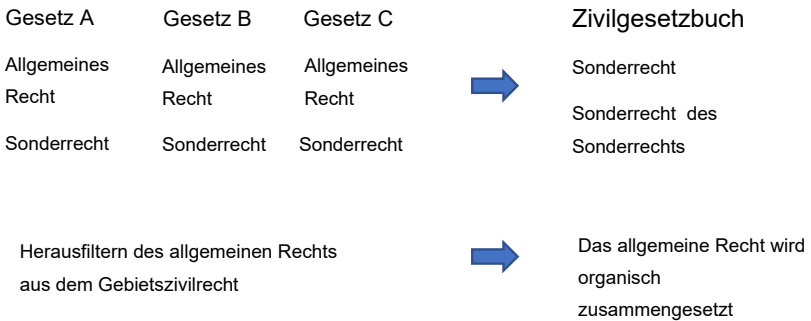 Gesetz A Gesetz B Gesetz C Zivilgesetzbuch
Allgemeines Allgemeines Allgemeines Sonderrecht
Recht Recht Recht
Sonderrecht des
Sonderrecht Sonderrecht Sonderrecht Sonderrechts
Herausfiltern des allgemeinen Rechts
aus dem Gebietszivilrecht
Das allgemeine Recht wird
organisch
zusammengesetzt